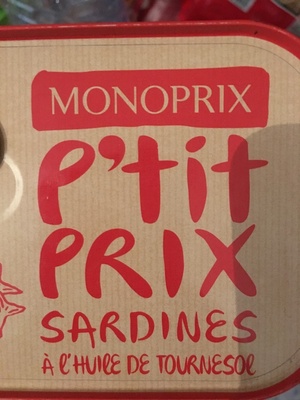 MONOPRIX
P'tit
PRIX
SARDINES
À l'HUILE DE TOURNESOL